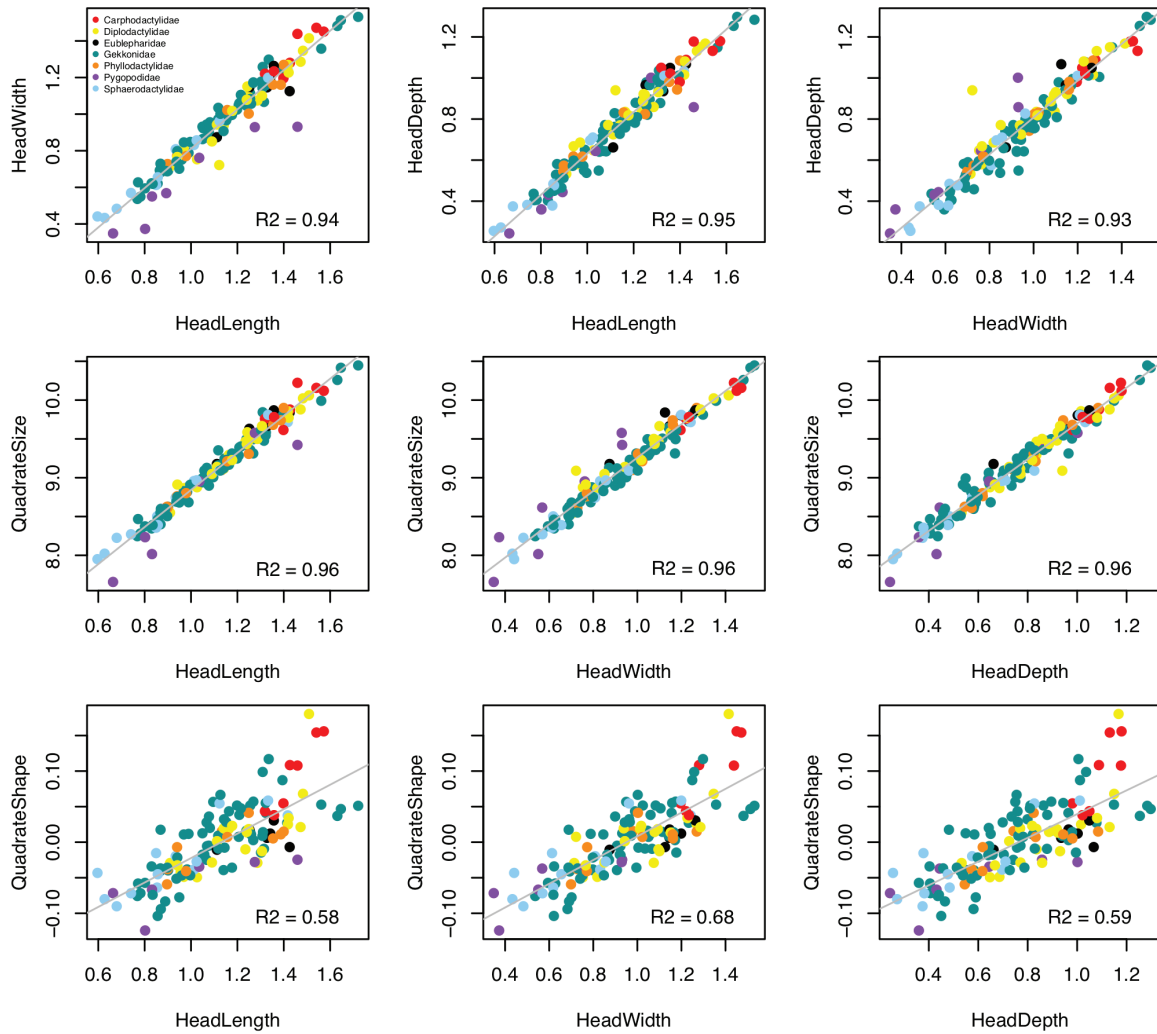 Carphodactylidae
Diplodactylidae
Eublepharidae
Gekkonidae
Phyllodactylidae
Pygopodidae
Sphaerodactylidae
HeadWidth
0.4 0.8 1.2
R2 = 0.94
0.6 0.8 1.0 1.2 1.4 1.6
HeadLength
HeadDepth
0.4 0.8 1.2
R2 = 0.95
0.6 0.8 1.0 1.2 1.4 1.6
HeadLength
HeadDepth
0.4 0.8 1.2
R2 = 0.93
0.4 0.6 0.8 1.0 1.2 1.4
HeadWidth
QuadrateSize
8.0 9.0 10.0
R2 = 0.96
0.6 0.8 1.0 1.2 1.4 1.6
HeadLength
QuadrateSize
8.0 9.0 10.0
R2 = 0.96
0.4 0.6 0.8 1.0 1.2 1.4
HeadWidth
QuadrateSize
8.0 9.0 10.0
R2 = 0.96
0.4 0.6 0.8 1.0 1.2
HeadDepth
QuadrateShape
−0.10 0.00 0.10
R2 = 0.58
0.6 0.8 1.0 1.2 1.4 1.6
HeadLength
QuadrateShape
−0.10 0.00 0.10
R2 = 0.68
0.4 0.6 0.8 1.0 1.2 1.4
HeadWidth
QuadrateShape
−0.10 0.00 0.10
R2 = 0.59
0.4 0.6 0.8 1.0 1.2
HeadDepth